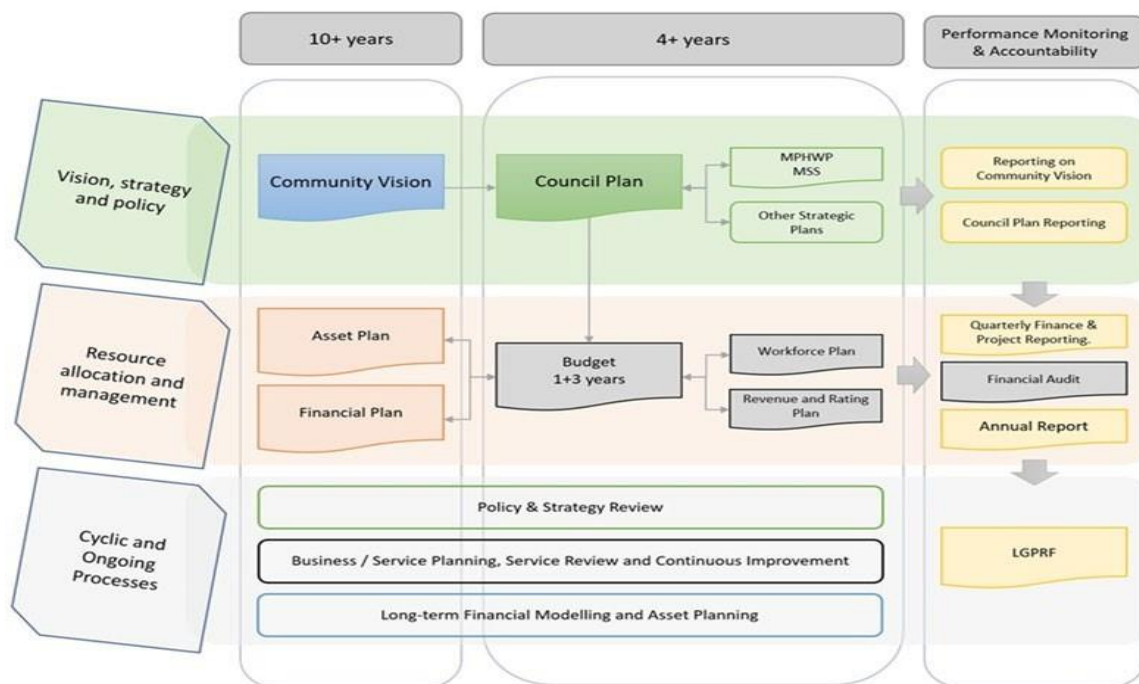 10+ years
4+ years
Performance Monitoring
& Accountability
Vision, strategy
and policy
Community Vision
Council Plan
MPHWP
MSS
Other Strategic
Plans
Reporting on
Community Vision
Council Plan Reporting
Resource
allocation and
management
Asset Plan
Financial Plan
Budget
1+3 years
Workforce Plan
Revenue and Rating
Plan
Quarterly Finance &
Project Reporting.
Financial Audit
Annual Report
Cyclic and
Ongoing
Processes
Policy & Strategy Review
Business / Service Planning, Service Review and Continuous Improvement
Long-term Financial Modelling and Asset Planning
LGPRF